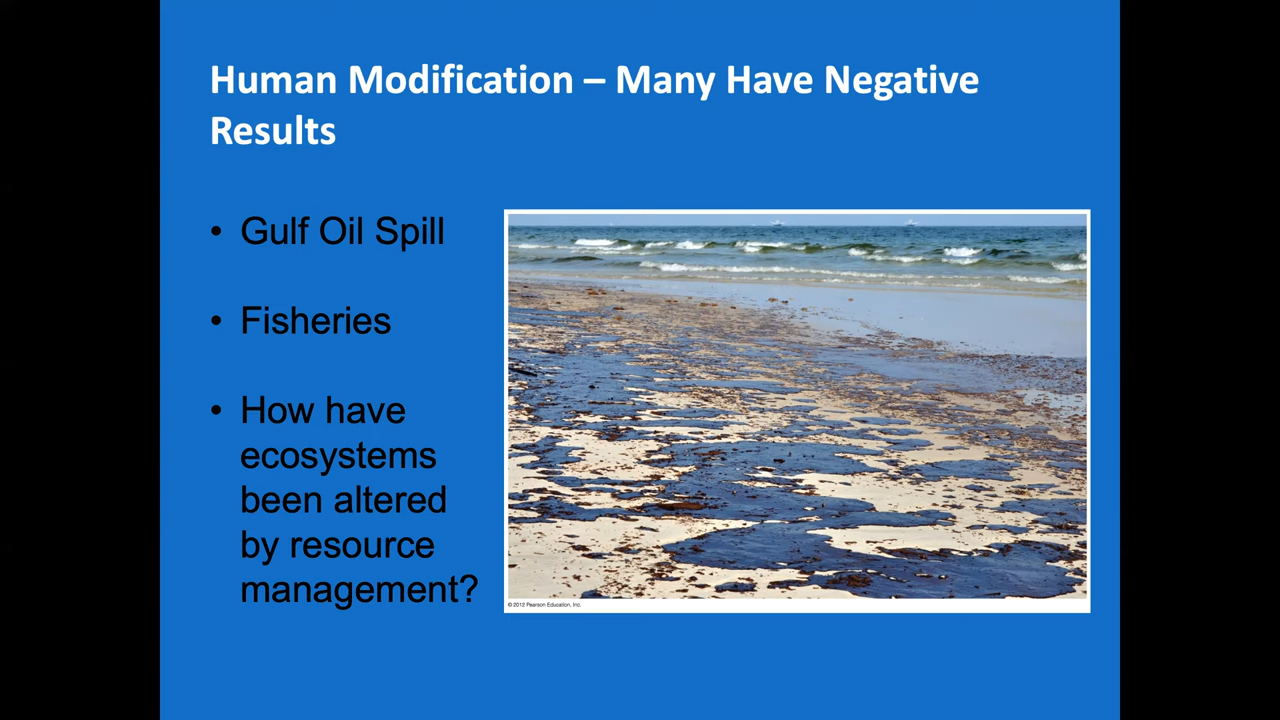 Human Modification – Many Have Negative
Results
• Gulf Oil Spill
• Fisheries
• How have
ecosystems
been altered
by resource
management?
© 2012 Pearson Education, Inc.